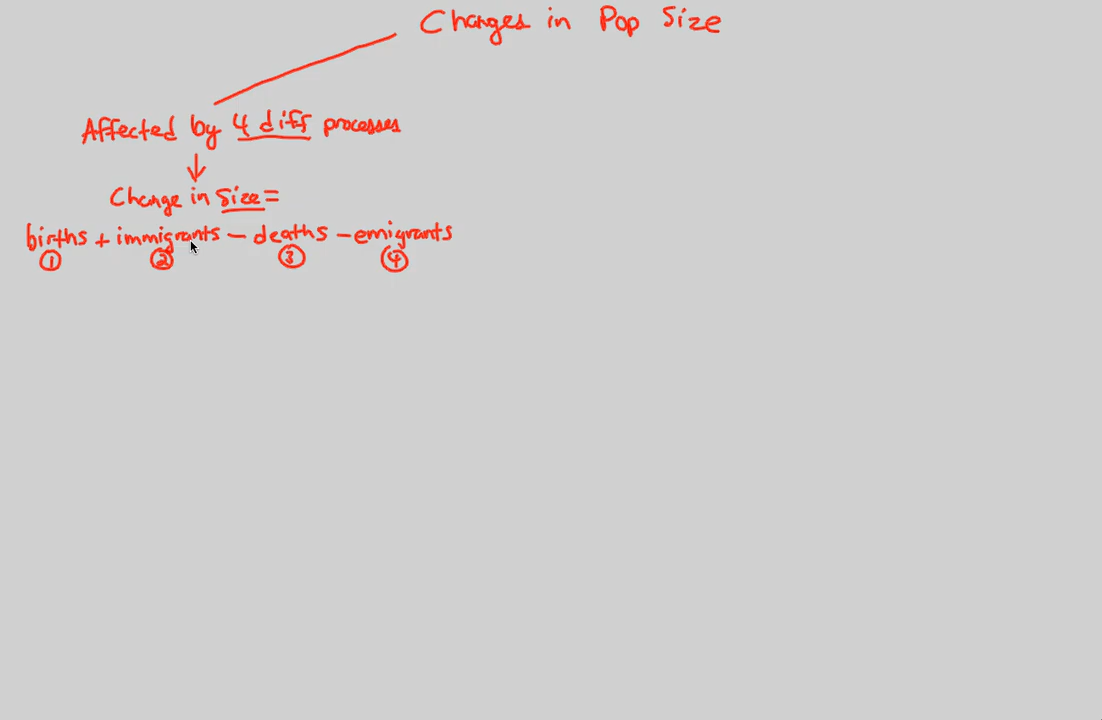 Changes in Pop Size
Affected by 4 diff processes
↓
Change in size =
births + immigrants - deaths - emigrants
① ② ③ ④